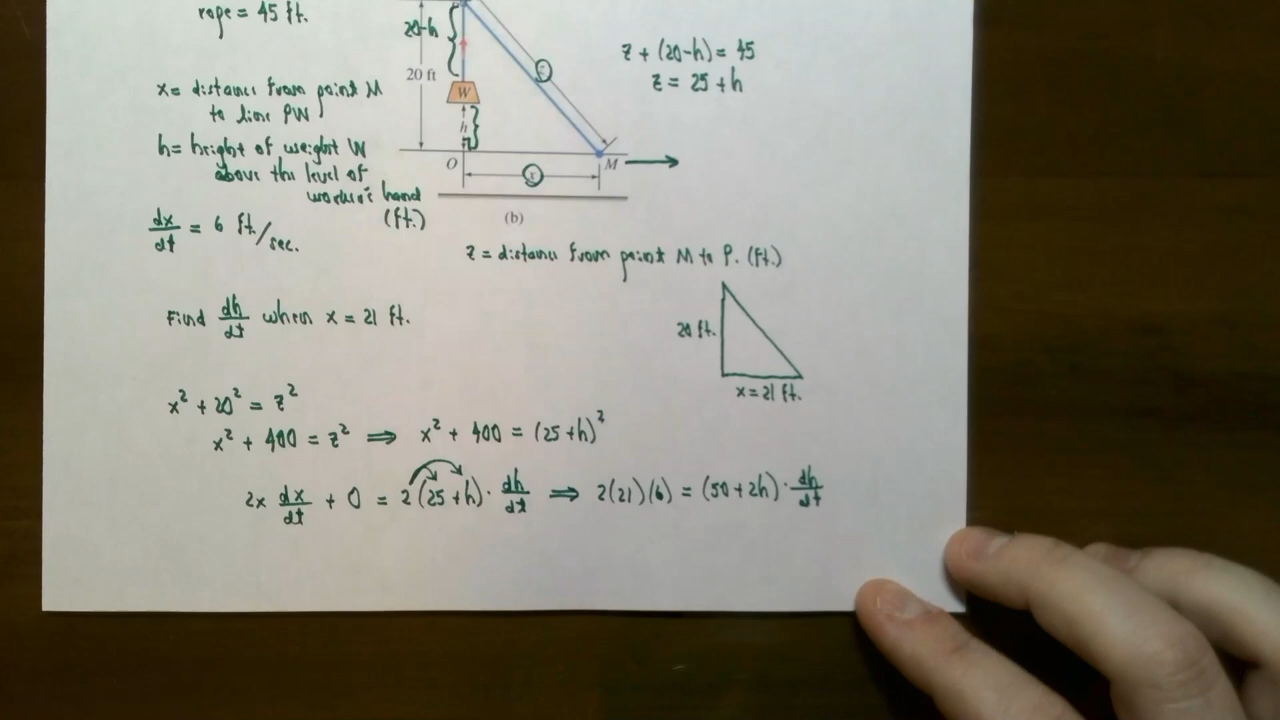 rope = 45 ft.
20-h
z + (20-h) = 45
z = 25 + h
20 ft
W
x = distance from point M
to line PW
h
h = height of weight W
above the level of
worker's hand
(ft.)
O
x
M
(b)
dx/dt = 6 ft/sec.
z = distance from point M to P. (ft.)
Find dh/dt when x = 21 ft.
20 ft.
x = 21 ft.
x² + 20² = z²
x² + 400 = z² ⟹ x² + 400 = (25 + h)²
2x dx/dt + 0 = 2(25 + h) · dh/dt ⟹ 2(21)(6) = (50 + 2h) · dh/dt